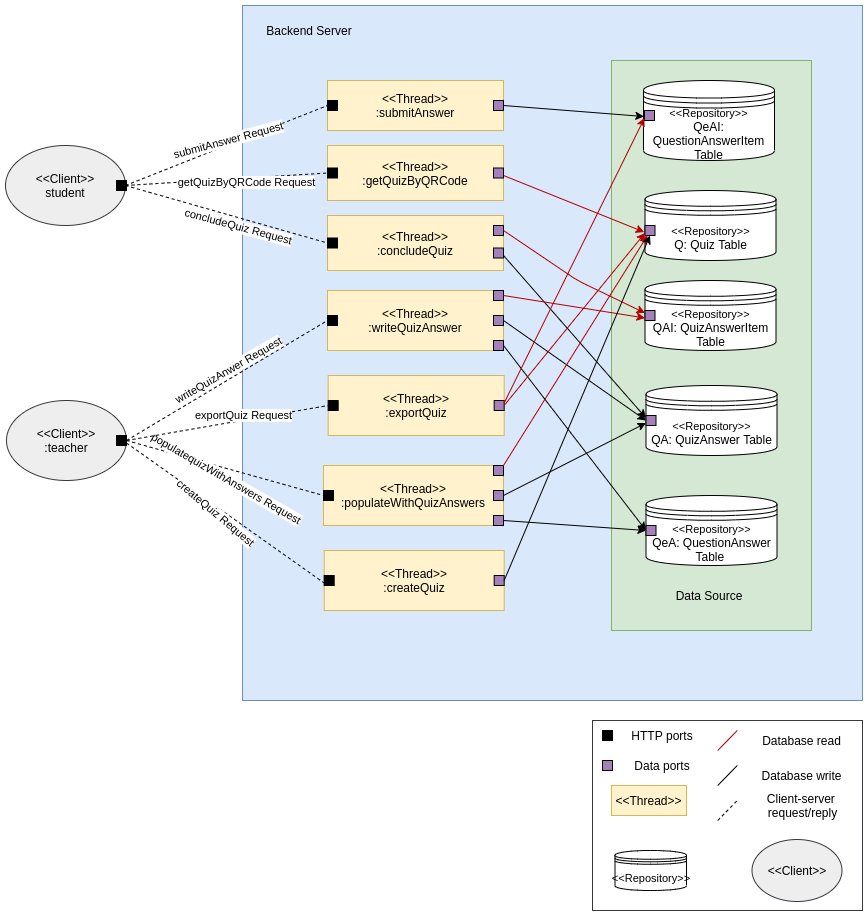 Backend Server
<<Thread>>
:submitAnswer
<<Repository>>
QeAI:
QuestionAnswerItem
Table
submitAnswer Request
<<Client>>
student
getQuizByQRCode Request
<<Thread>>
:getQuizByQRCode
concludeQuiz Request
<<Thread>>
:concludeQuiz
<<Repository>>
Q: Quiz Table
<<Thread>>
:writeQuizAnswer
<<Repository>>
QAI: QuizAnswerItem
Table
writeQuizAnwer Request
exportQuiz Request
<<Thread>>
:exportQuiz
<<Client>>
:teacher
<<Repository>>
QA: QuizAnswer Table
populatequizWithAnswers Request
<<Thread>>
:populateWithQuizAnswers
createQuiz Request
<<Repository>>
QeA: QuestionAnswer
Table
<<Thread>>
:createQuiz
Data Source
HTTP ports
Database read
Data ports
Database write
<<Thread>>
Client-server
request/reply
<<Repository>>
<<Client>>